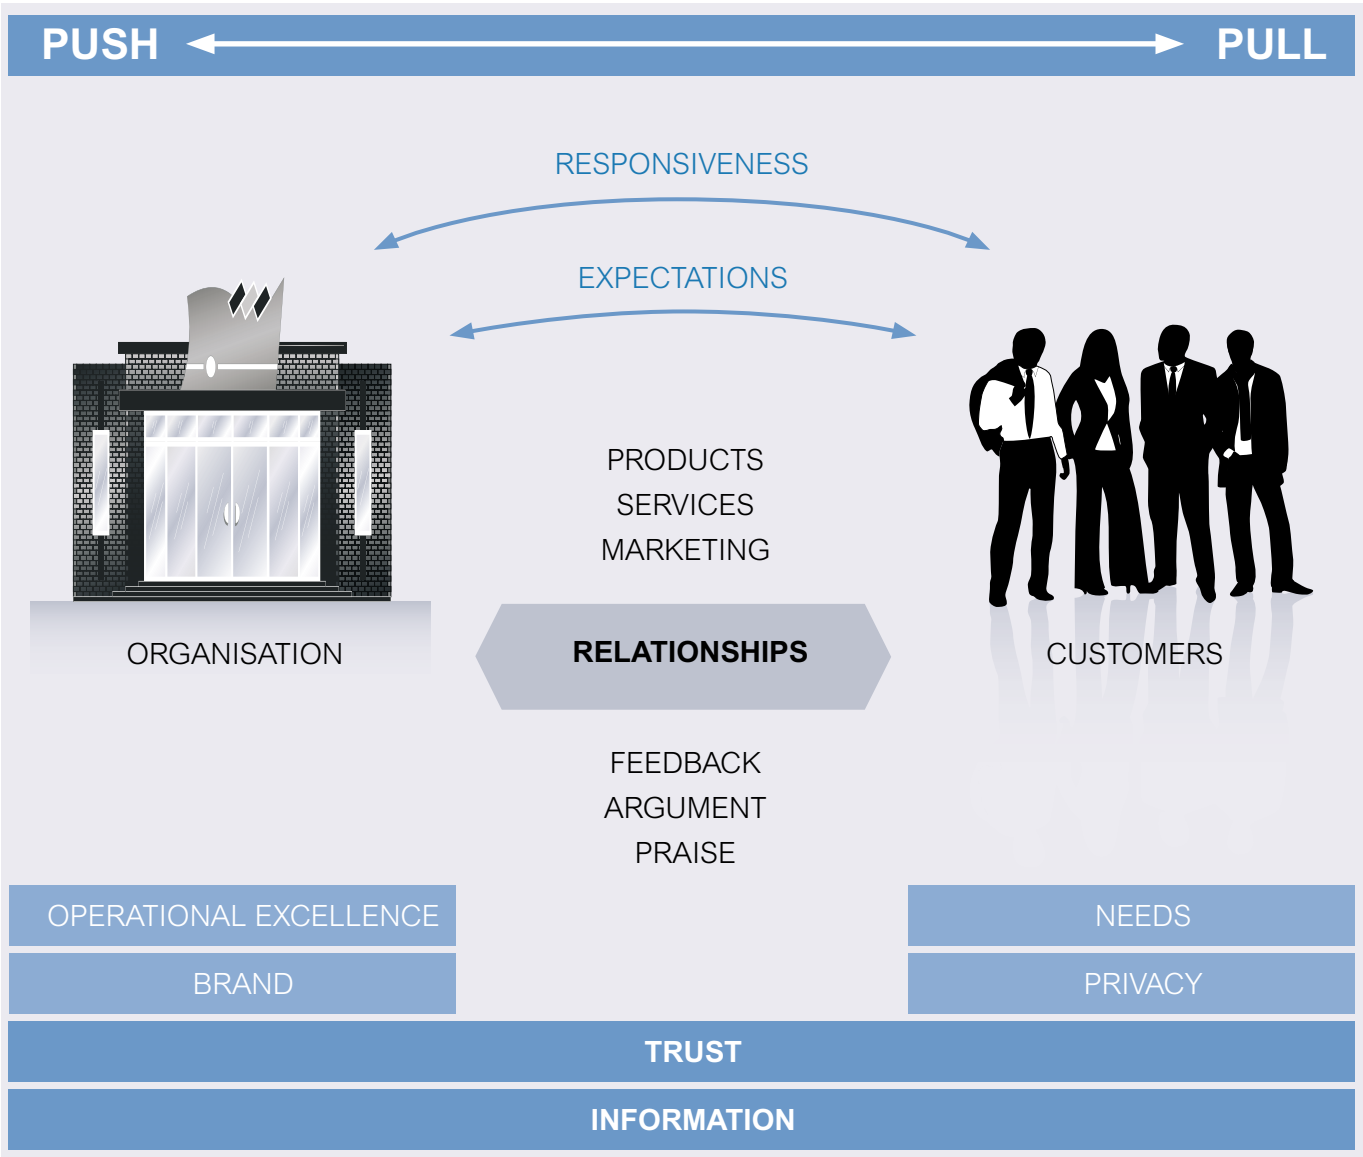 PUSH PULL
RESPONSIVENESS
EXPECTATIONS
PRODUCTS
SERVICES
MARKETING
ORGANISATION
RELATIONSHIPS
CUSTOMERS
FEEDBACK
ARGUMENT
PRAISE
OPERATIONAL EXCELLENCE
NEEDS
BRAND
PRIVACY
TRUST
INFORMATION